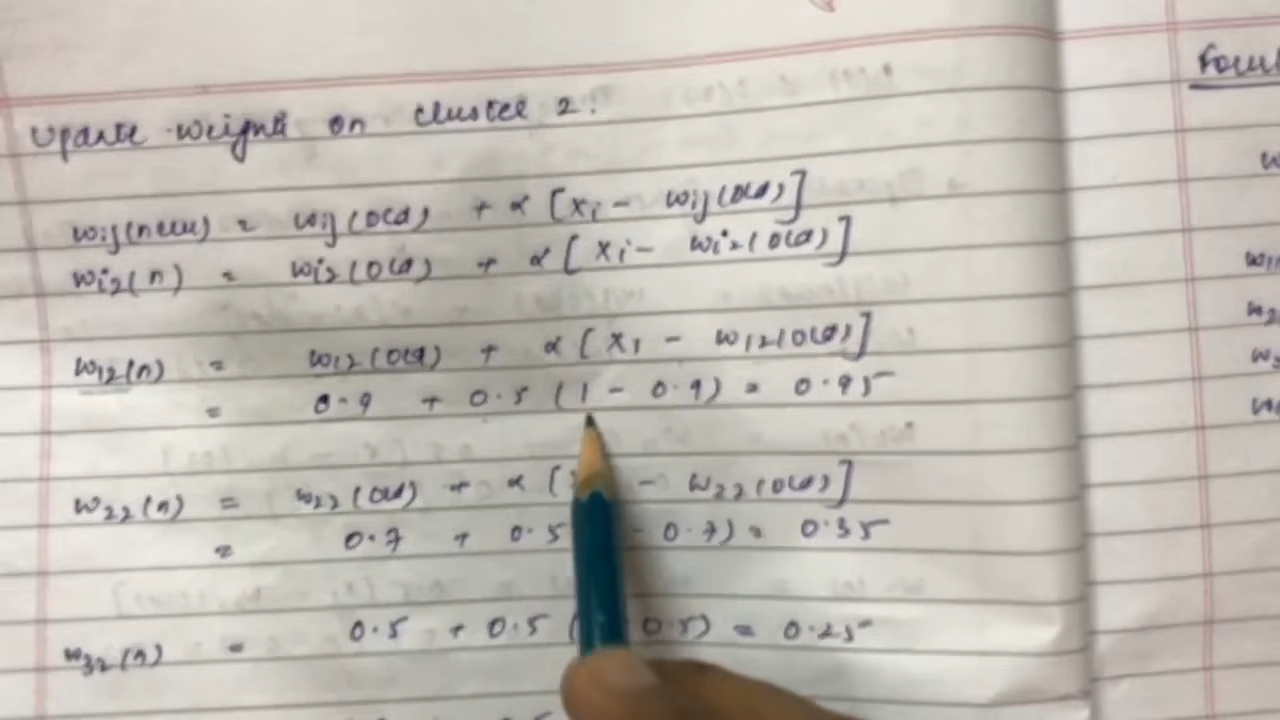 Update weight on cluster 2:
wij(new) = wij(old) + α [xi - wij(old)]
wi2(n) = wi2(old) + α [xi - wi2(old)]
w12(n) = w12(old) + α [x1 - w12(old)]
= 0.9 + 0.5 (1 - 0.9) = 0.95
w22(n) = w22(old) + α [ - w22(old)]
= 0.7 + 0.5 - 0.7) = 0.35
w32(n) = 0.5 + 0.5 ( 0.5) = 0.25